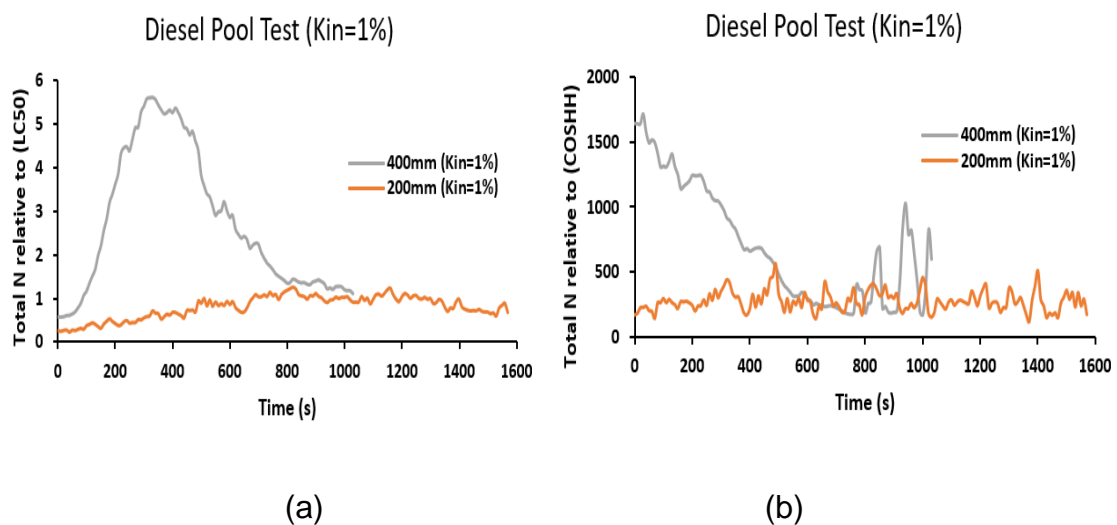 Diesel Pool Test (Kin=1%)
Total N relative to (LC50)
6
5
4
3
2
1
0
400mm (Kin=1%)
200mm (Kin=1%)
0 200 400 600 800 1000 1200 1400 1600
Time (s)
(a)
Diesel Pool Test (Kin=1%)
Total N relative to (COSHH)
2000
1500
1000
500
0
400mm (Kin=1%)
200mm (Kin=1%)
0 200 400 600 800 1000 1200 1400 1600
Time (s)
(b)